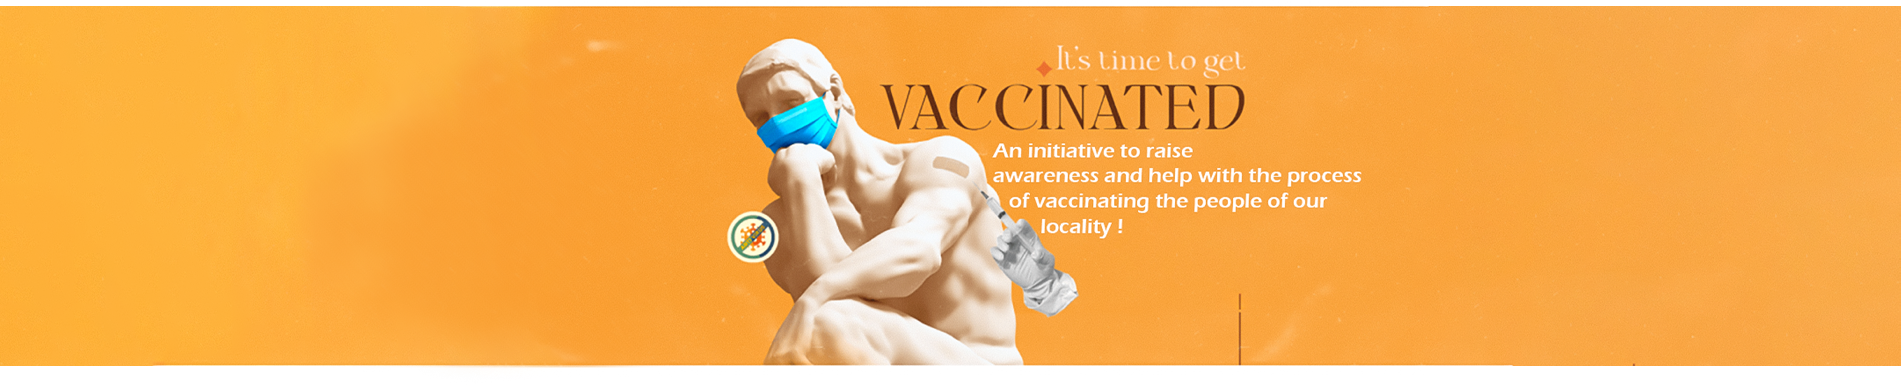 It's time to get
VACCINATED
An initiative to raise
awareness and help with the process
of vaccinating the people of our
locality !